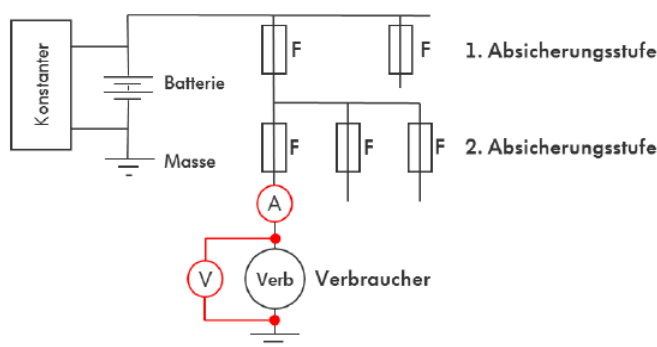 Konstanter
Batterie
Masse
F
F
1. Absicherungsstufe
F
F
F
2. Absicherungsstufe
A
V
Verb
Verbraucher